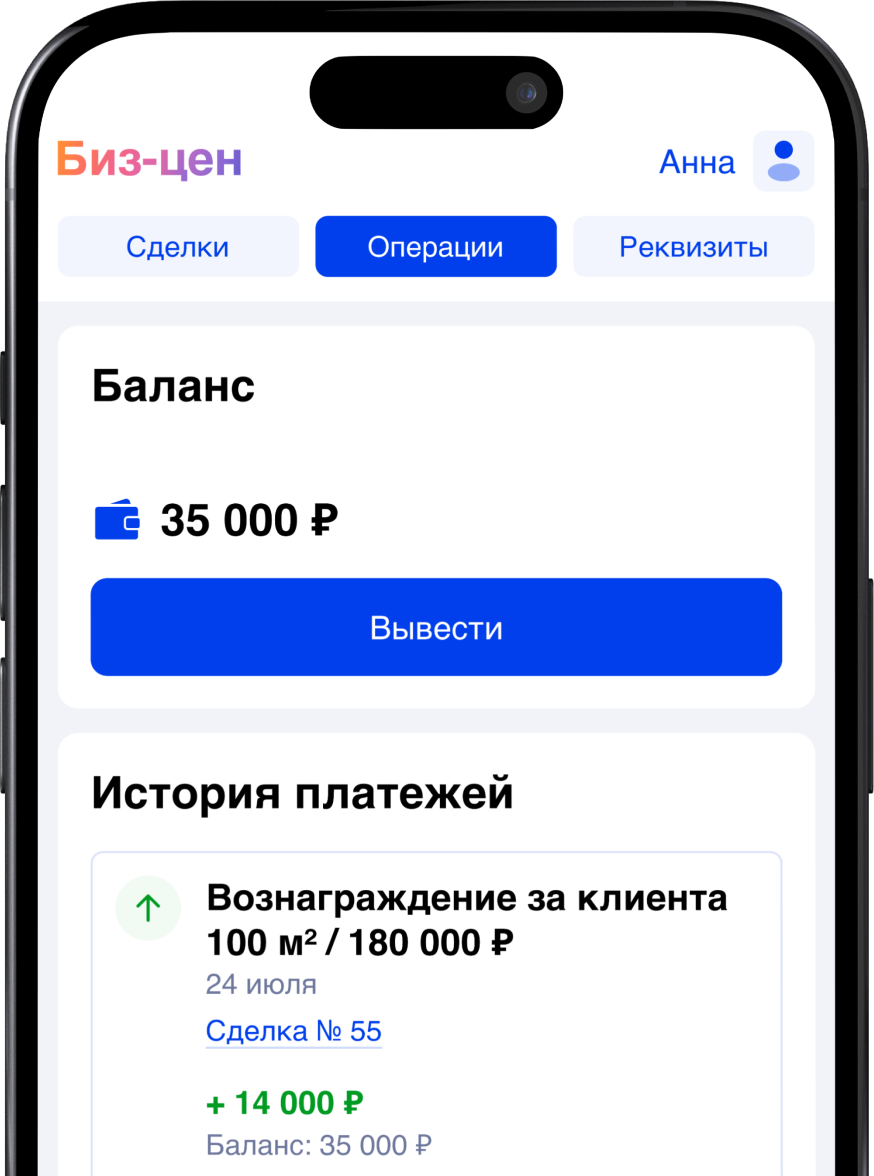 Биз-цен
Анна
Сделки
Операции
Реквизиты
Баланс
35 000 ₽
Вывести
История платежей
Вознаграждение за клиента
100 м² / 180 000 ₽
24 июля
Сделка № 55
+ 14 000 ₽
Баланс: 35 000 ₽